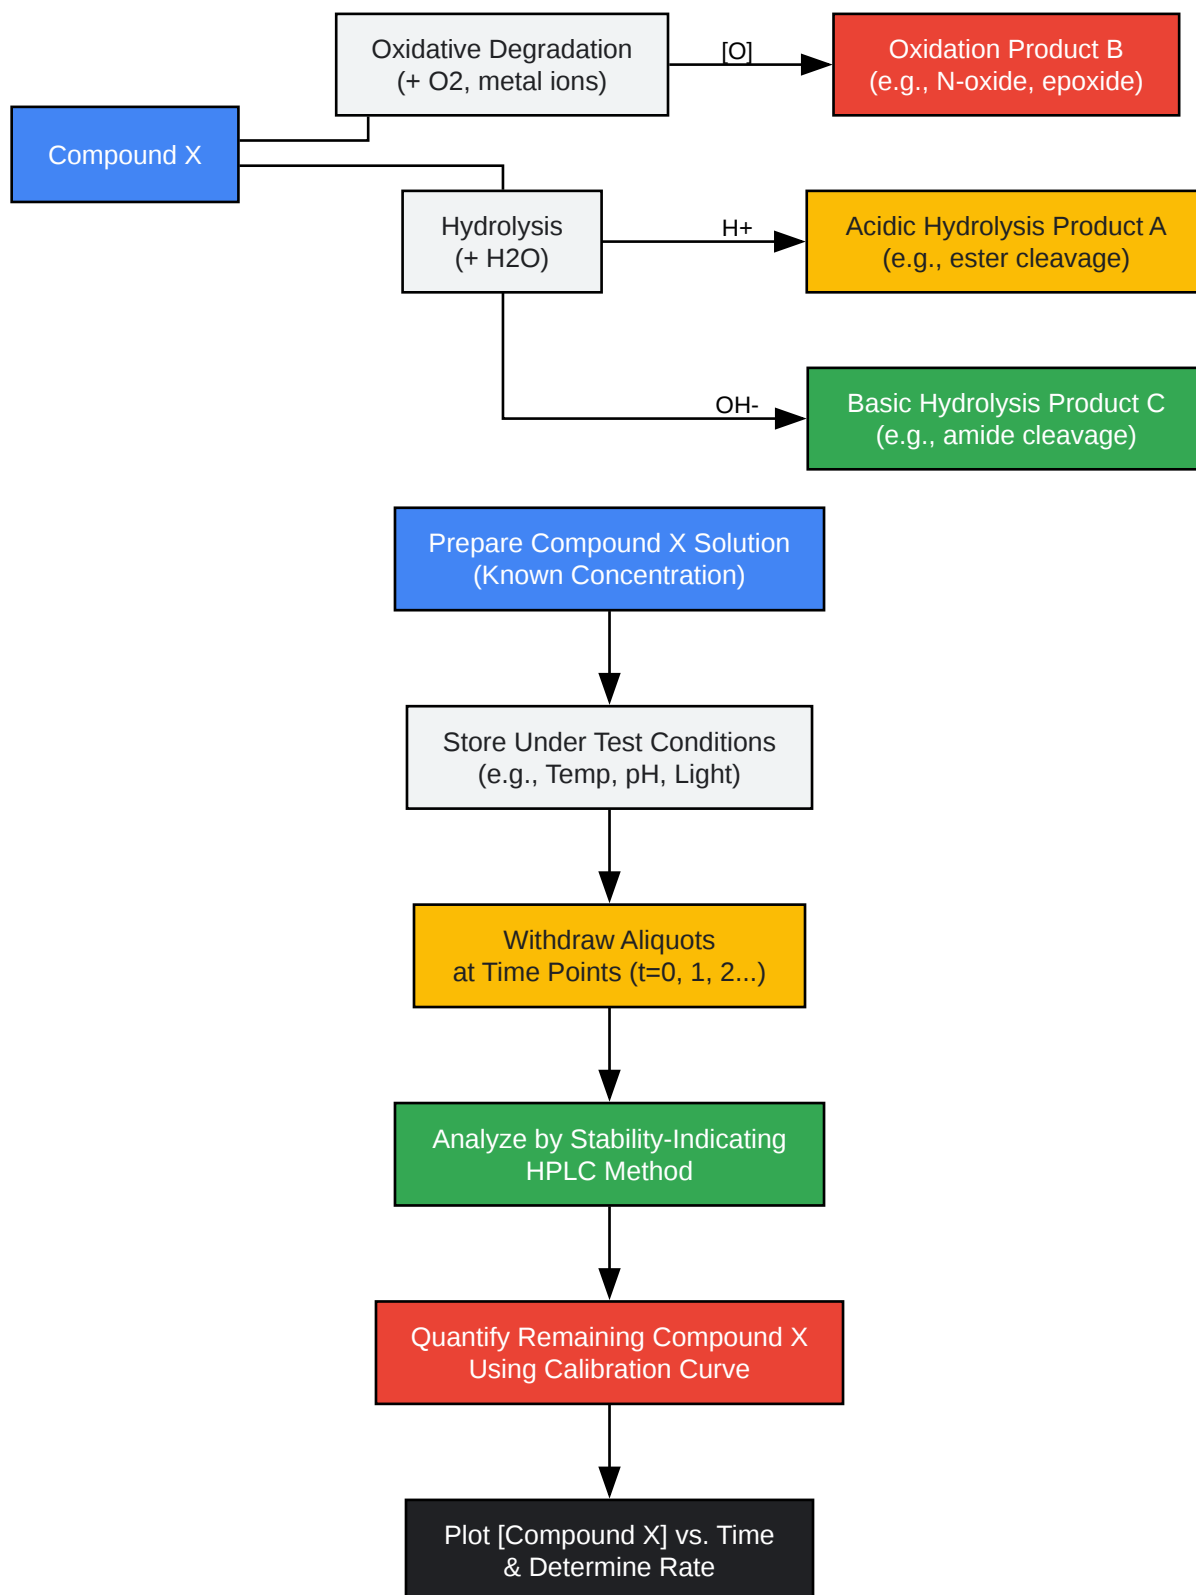 Oxidative Degradation
(+ O2, metal ions)
[O]
Oxidation Product B
(e.g., N-oxide, epoxide)
Compound X
Hydrolysis
(+ H2O)
H+
Acidic Hydrolysis Product A
(e.g., ester cleavage)
OH-
Basic Hydrolysis Product C
(e.g., amide cleavage)
Prepare Compound X Solution
(Known Concentration)
Store Under Test Conditions
(e.g., Temp, pH, Light)
Withdraw Aliquots
at Time Points (t=0, 1, 2...)
Analyze by Stability-Indicating
HPLC Method
Quantify Remaining Compound X
Using Calibration Curve
Plot [Compound X] vs. Time
& Determine Rate